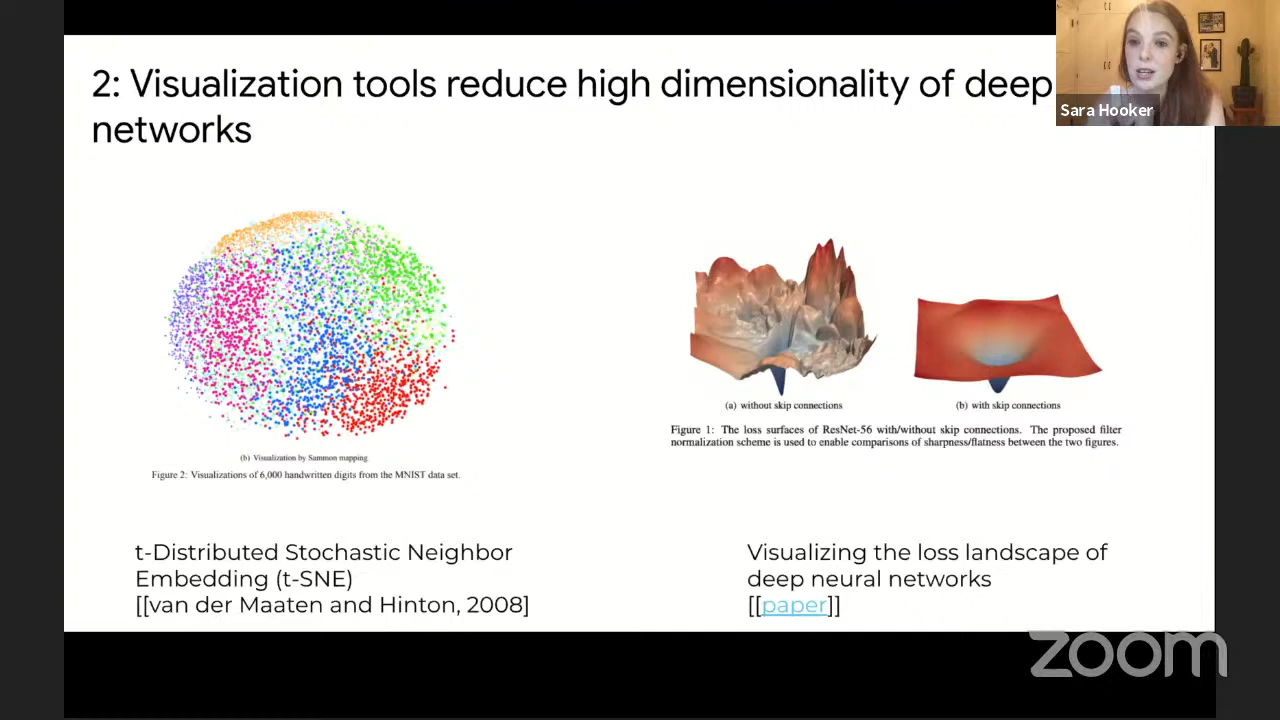 2: Visualization tools reduce high dimensionality of deep
networks
Sara Hooker
(b) Visualization by Sammon mapping.
Figure 2: Visualizations of 6,000 handwritten digits from the MNIST data set.
(a) without skip connections
(b) with skip connections
Figure 1: The loss surfaces of ResNet-56 with/without skip connections. The proposed filter
normalization scheme is used to enable comparisons of sharpness/flatness between the two figures.
t-Distributed Stochastic Neighbor
Embedding (t-SNE)
[[van der Maaten and Hinton, 2008]
Visualizing the loss landscape of
deep neural networks
[[paper]]
zoom